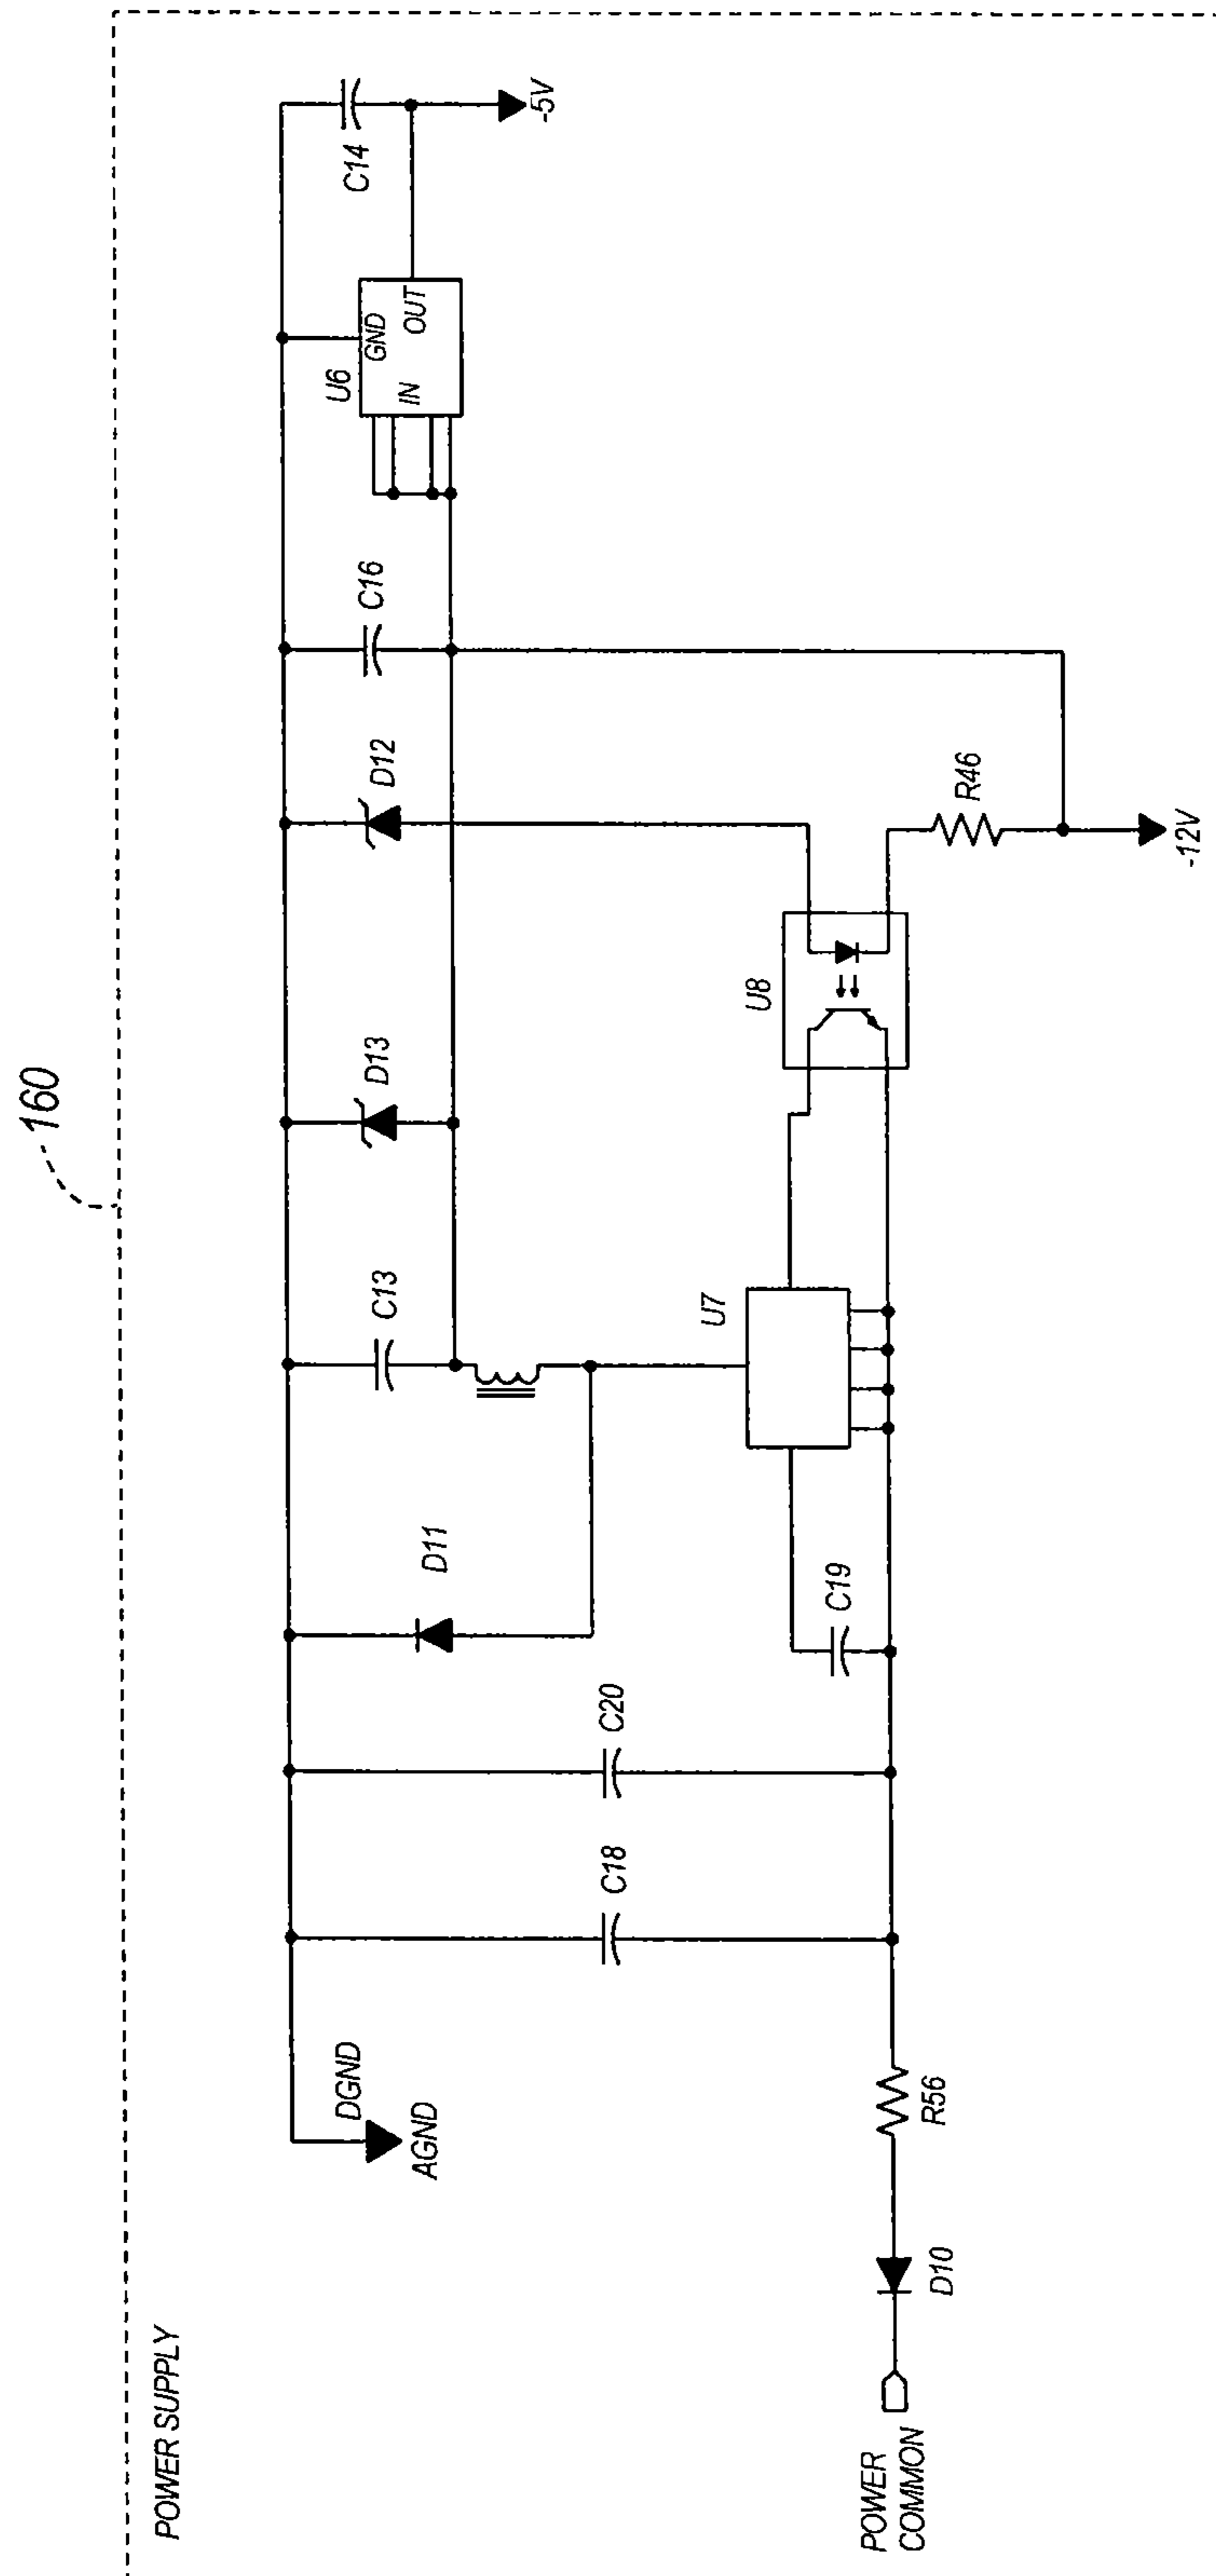 160
POWER SUPPLY
DGND
AGND
C18
C20
D11
C13
D13
D12
C16
U6
GND
IN
OUT
C14
-5V
POWER
COMMON
D10
R56
C19
U7
U8
R46
-12V